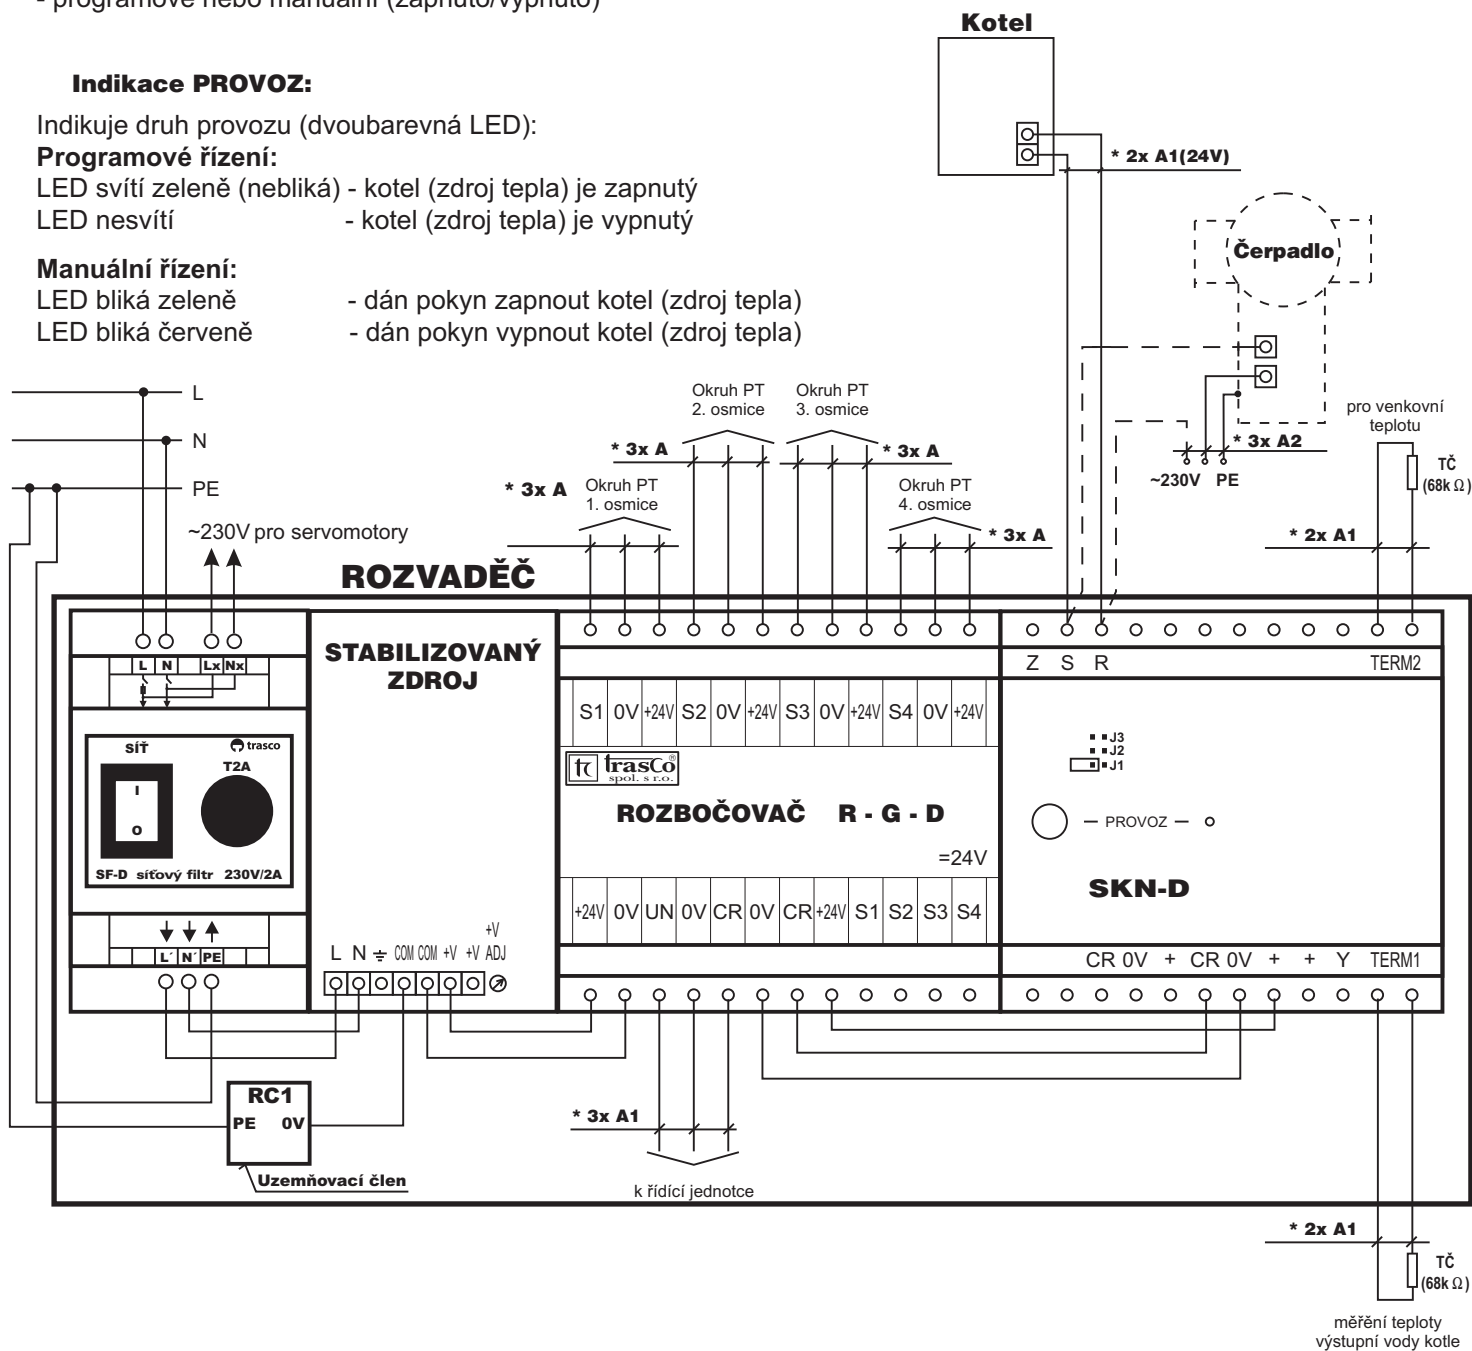 - programové nebo manuální (zapnuto/vypnuto)
Kotel
Indikace PROVOZ:
Indikuje druh provozu (dvoubarevná LED):
Programové řízení:
LED svítí zeleně (nebliká) - kotel (zdroj tepla) je zapnutý
LED nesvítí - kotel (zdroj tepla) je vypnutý
* 2x A1(24V)
Manuální řízení:
LED bliká zeleně - dán pokyn zapnout kotel (zdroj tepla)
LED bliká červeně - dán pokyn vypnout kotel (zdroj tepla)
Čerpadlo
L
N
PE
~230V pro servomotory
* 3x A
Okruh PT
1. osmice
* 3x A
Okruh PT
2. osmice
Okruh PT
3. osmice
* 3x A
Okruh PT
4. osmice
* 3x A
* 3x A2
~230V PE
pro venkovní
teplotu
TČ
(68k Ω)
* 2x A1
ROZVADĚČ
L N Lx Nx
SÍŤ
trasco
T2A
I
O
SF-D síťový filtr 230V/2A
L´ N´ PE
STABILIZOVANÝ
ZDROJ
+V
L N COM COM +V +V ADJ
S1 0V +24V S2 0V +24V S3 0V +24V S4 0V +24V
tc trasCo®
spol. s r.o.
ROZBOČOVAČ R - G - D
=24V
+24V 0V UN 0V CR 0V CR +24V S1 S2 S3 S4
Z S R TERM2
J3
J2
J1
PROVOZ
SKN-D
CR 0V + CR 0V + + Y TERM1
RC1
PE 0V
Uzemňovací člen
* 3x A1
k řídící jednotce
* 2x A1
TČ
(68k Ω)
měření teploty
výstupní vody kotle